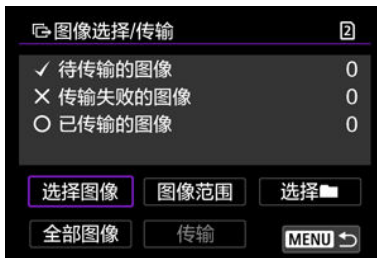 图像选择/传输 2
待传输的图像 0
传输失败的图像 0
已传输的图像 0
选择图像 图像范围 选择
全部图像 传输 MENU